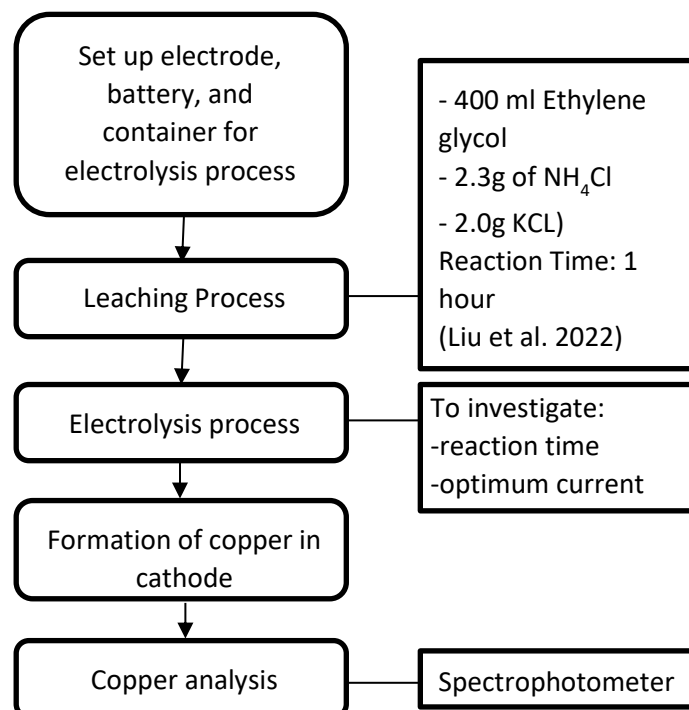 Set up electrode,
battery, and
container for
electrolysis process
- 400 ml Ethylene
glycol
- 2.3g of NH₄Cl
- 2.0g KCL)
Reaction Time: 1
hour
(Liu et al. 2022)
Leaching Process
Electrolysis process
To investigate:
-reaction time
-optimum current
Formation of copper in
cathode
Copper analysis
Spectrophotometer